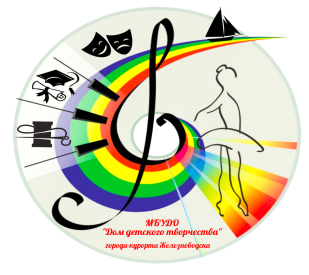 МБУДО
"Дом детского творчества"
города-курорта Железноводска